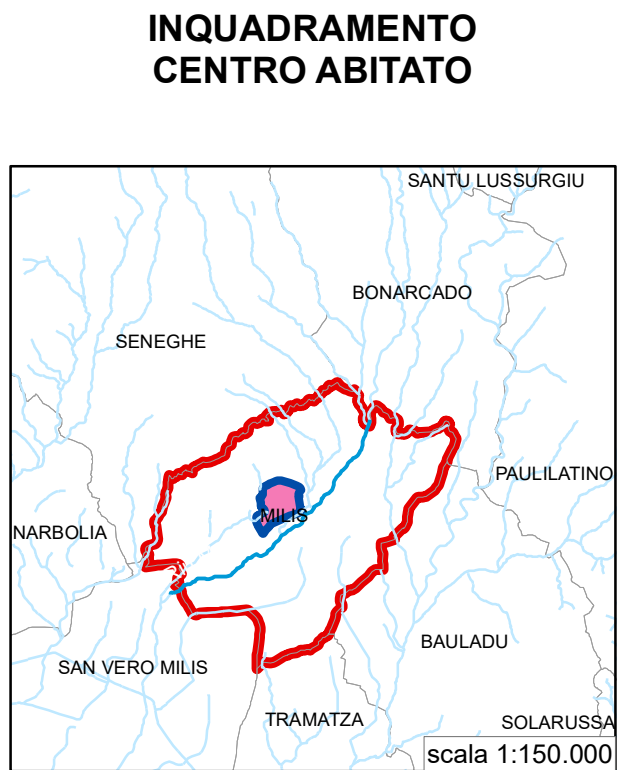 INQUADRAMENTO
CENTRO ABITATO
SANTU LUSSURGIU
BONARCADO
SENEGHE
PAULILATINO
MILIS
NARBOLIA
BAULADU
SAN VERO MILIS
TRAMATZA
SOLARUSSA
scala 1:150.000